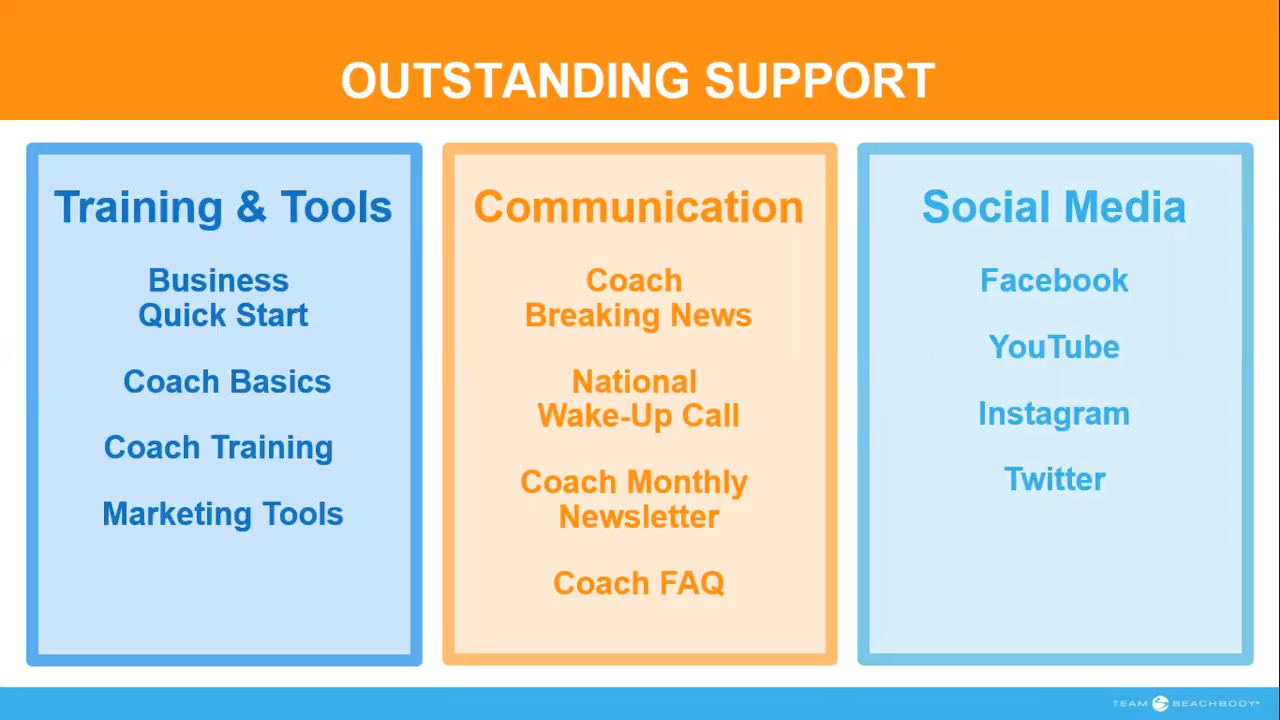 OUTSTANDING SUPPORT
Training & Tools
Business
Quick Start
Coach Basics
Coach Training
Marketing Tools
Communication
Coach
Breaking News
National
Wake-Up Call
Coach Monthly
Newsletter
Coach FAQ
Social Media
Facebook
YouTube
Instagram
Twitter
TEAM BEACHBODY